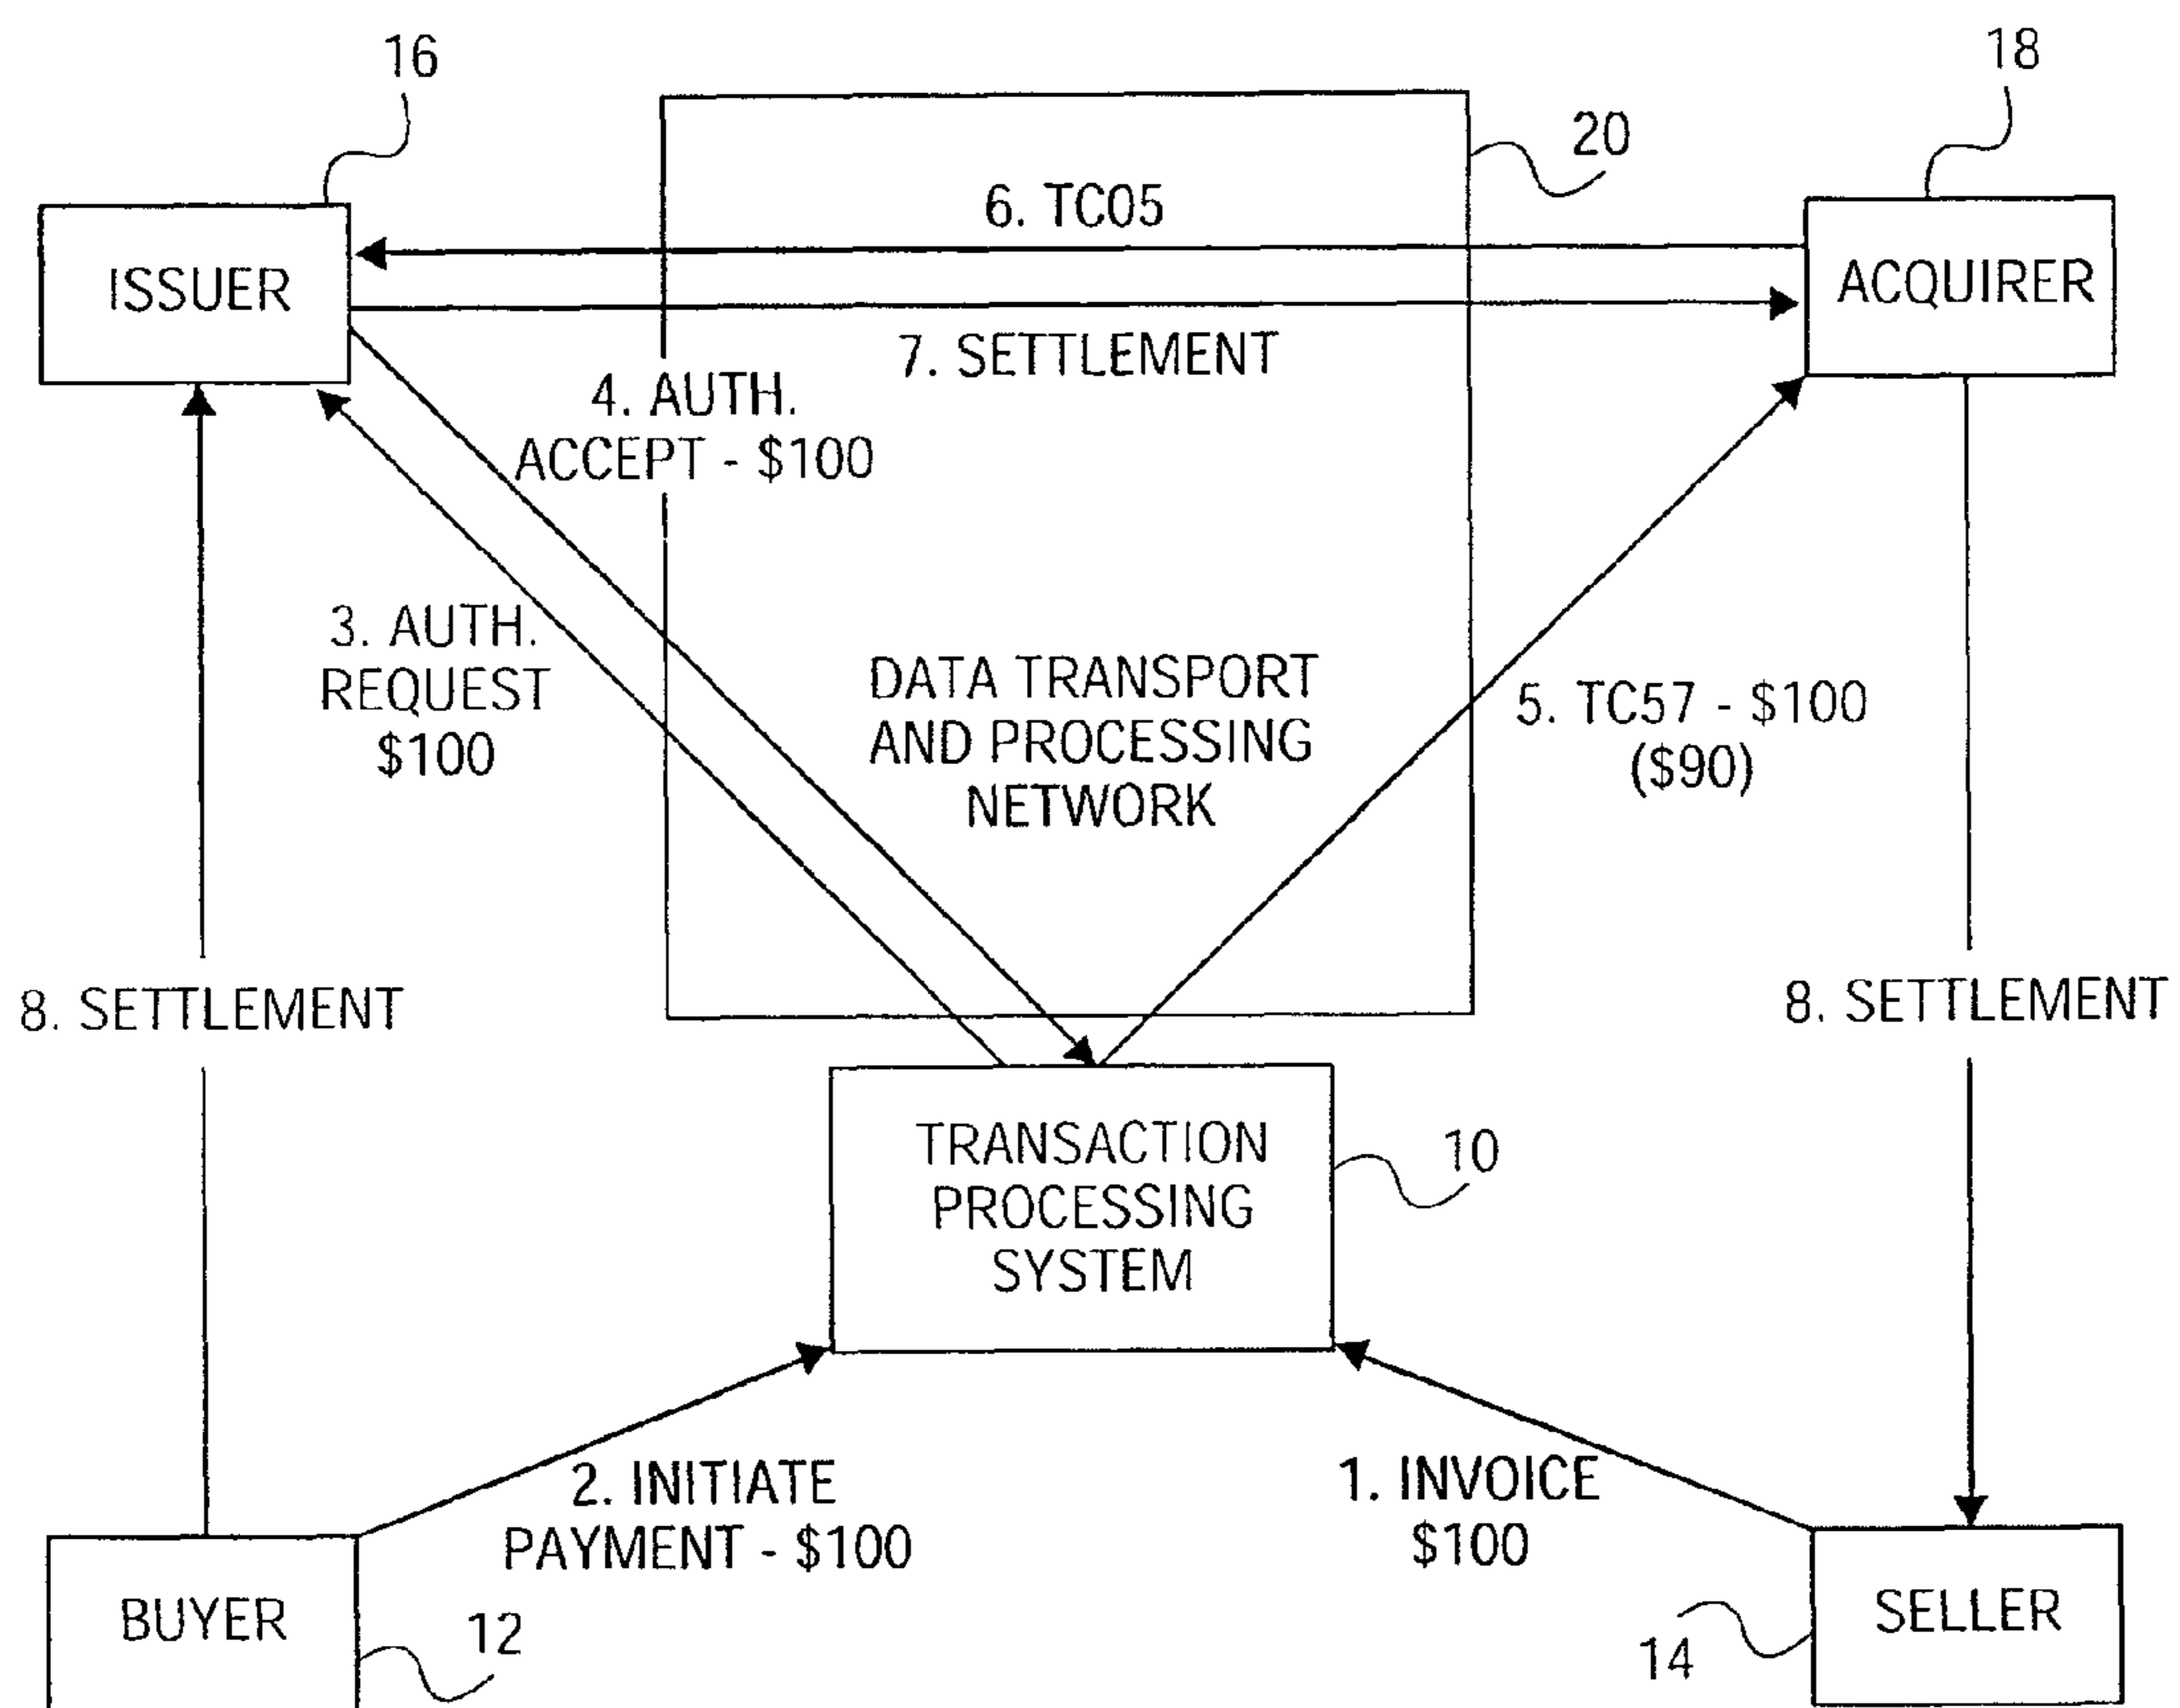 16
18
20
6. TC05
ISSUER
ACQUIRER
7. SETTLEMENT
4. AUTH.
ACCEPT - $100
3. AUTH.
REQUEST
$100
DATA TRANSPORT
AND PROCESSING
NETWORK
5. TC57 - $100
($90)
8. SETTLEMENT
8. SETTLEMENT
TRANSACTION
PROCESSING
SYSTEM
10
2. INITIATE
PAYMENT - $100
1. INVOICE
$100
BUYER
12
SELLER
14